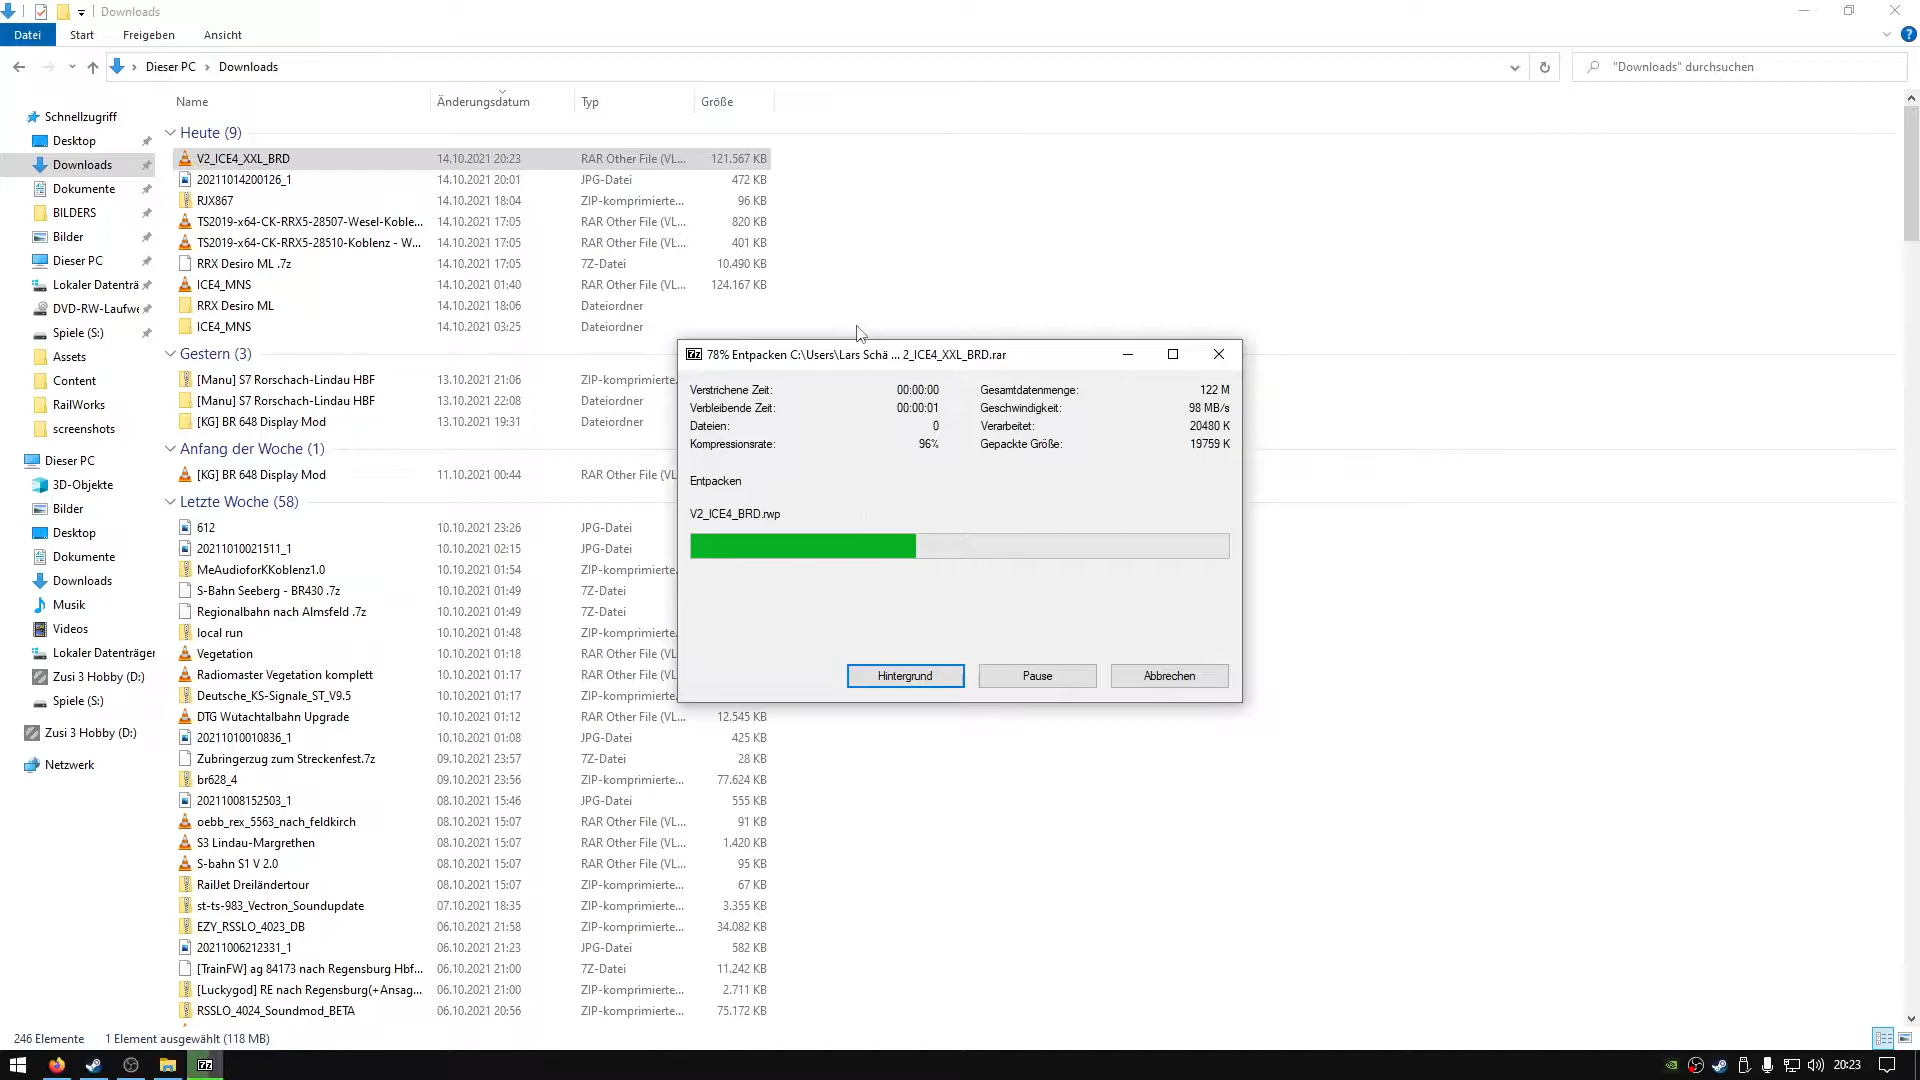 Downloads
Datei Start Freigeben Ansicht
Dieser PC Downloads
"Downloads" durchsuchen
Name Änderungsdatum Typ Größe
Schnellzugriff
Desktop
Downloads
Dokumente
BILDERS
Bilder
Dieser PC
Lokaler Datenträ
DVD-RW-Laufwe
Spiele (S:)
Assets
Content
RailWorks
screenshots
Dieser PC
3D-Objekte
Bilder
Desktop
Dokumente
Downloads
Musik
Videos
Lokaler Datenträger
Zusi 3 Hobby (D:)
Spiele (S:)
Zusi 3 Hobby (D:)
Netzwerk
Heute (9)
V2_ICE4_XXL_BRD 14.10.2021 20:23 RAR Other File (VL... 121.567 KB
20211014200126_1 14.10.2021 20:01 JPG-Datei 472 KB
RJX867 14.10.2021 18:04 ZIP-komprimierte... 96 KB
TS2019-x64-CK-RRX5-28507-Wesel-Koble... 14.10.2021 17:05 RAR Other File (VL... 820 KB
TS2019-x64-CK-RRX5-28510-Koblenz - W... 14.10.2021 17:05 RAR Other File (VL... 401 KB
RRX Desiro ML .7z 14.10.2021 17:05 7Z-Datei 10.490 KB
ICE4_MNS 14.10.2021 01:40 RAR Other File (VL... 124.167 KB
RRX Desiro ML 14.10.2021 18:06 Dateiordner
ICE4_MNS 14.10.2021 03:25 Dateiordner
Gestern (3)
[Manu] S7 Rorschach-Lindau HBF 13.10.2021 21:06 ZIP-komprimierte.
[Manu] S7 Rorschach-Lindau HBF 13.10.2021 22:08 Dateiordner
[KG] BR 648 Display Mod 13.10.2021 19:31 Dateiordner
Anfang der Woche (1)
[KG] BR 648 Display Mod 11.10.2021 00:44 RAR Other File (VL
Letzte Woche (58)
612 10.10.2021 23:26 JPG-Datei
20211010021511_1 10.10.2021 02:15 JPG-Datei
MeAudioforKKoblenz1.0 10.10.2021 01:54 ZIP-komprimierte.
S-Bahn Seeberg - BR430 .7z 10.10.2021 01:49 7Z-Datei
Regionalbahn nach Almsfeld .7z 10.10.2021 01:49 7Z-Datei
local run 10.10.2021 01:48 ZIP-komprimierte.
Vegetation 10.10.2021 01:18 RAR Other File (VL
Radiomaster Vegetation komplett 10.10.2021 01:17 RAR Other File (VL
Deutsche_KS-Signale_ST_V9.5 10.10.2021 01:17 ZIP-komprimierte.
DTG Wutachtalbahn Upgrade 10.10.2021 01:12 RAR Other File (VL... 12.545 KB
20211010010836_1 10.10.2021 01:08 JPG-Datei 425 KB
Zubringerzug zum Streckenfest.7z 09.10.2021 23:57 7Z-Datei 28 KB
br628_4 09.10.2021 23:56 ZIP-komprimierte... 77.624 KB
20211008152503_1 08.10.2021 15:46 JPG-Datei 555 KB
oebb_rex_5563_nach_feldkirch 08.10.2021 15:07 RAR Other File (VL... 91 KB
S3 Lindau-Margrethen 08.10.2021 15:07 RAR Other File (VL... 1.420 KB
S-bahn S1 V 2.0 08.10.2021 15:07 RAR Other File (VL... 95 KB
RailJet Dreiländertour 08.10.2021 15:07 ZIP-komprimierte... 67 KB
st-ts-983_Vectron_Soundupdate 07.10.2021 18:35 ZIP-komprimierte... 3.355 KB
EZY_RSSLO_4023_DB 06.10.2021 21:58 ZIP-komprimierte... 34.082 KB
20211006212331_1 06.10.2021 21:23 JPG-Datei 582 KB
[TrainFW] ag 84173 nach Regensburg Hbf... 06.10.2021 21:00 7Z-Datei 11.242 KB
[Luckygod] RE nach Regensburg(+Ansag... 06.10.2021 21:00 ZIP-komprimierte... 2.711 KB
RSSLO_4024_Soundmod_BETA 06.10.2021 20:56 ZIP-komprimierte... 75.172 KB
78% Entpacken C:\Users\Lars Schä ... 2_ICE4_XXL_BRD.rar
Verstrichene Zeit: 00:00:00 Gesamtdatenmenge: 122 M
Verbleibende Zeit: 00:00:01 Geschwindigkeit: 98 MB/s
Dateien: 0 Verarbeitet: 20480 K
Kompressionsrate: 96% Gepackte Größe: 19759 K
Entpacken
V2_ICE4_BRD.rwp
Hintergrund Pause Abbrechen
246 Elemente 1 Element ausgewählt (118 MB)
20:23